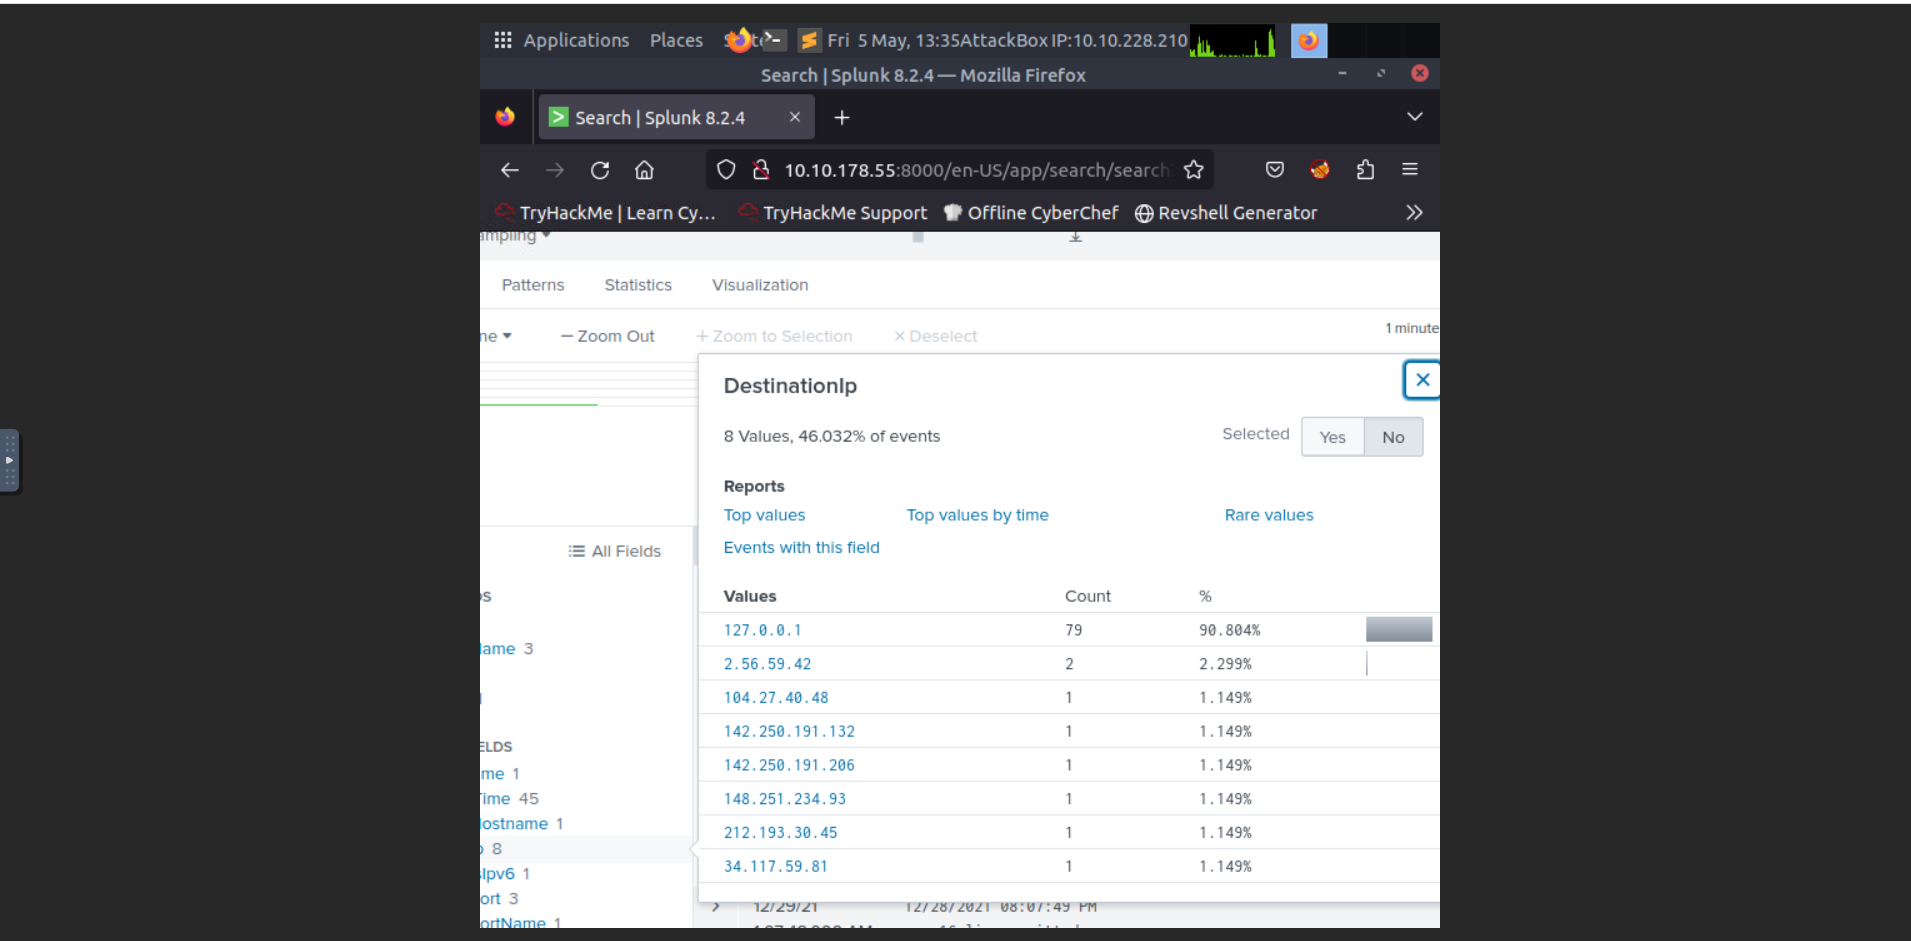 Applications Places Fri 5 May, 13:35 AttackBox IP:10.10.228.210
Search | Splunk 8.2.4 — Mozilla Firefox
Search | Splunk 8.2.4
10.10.178.55:8000/en-US/app/search/search
TryHackMe | Learn Cy... TryHackMe Support Offline CyberChef Revshell Generator
ampling
Patterns Statistics Visualization
ne — Zoom Out + Zoom to Selection × Deselect 1 minute
DestinationIp
8 Values, 46.032% of events Selected Yes No
Reports
Top values Top values by time Rare values
Events with this field
All Fields
Values Count %
127.0.0.1 79 90.804%
ame 3
2.56.59.42 2 2.299%
104.27.40.48 1 1.149%
142.250.191.132 1 1.149%
ELDS
142.250.191.206 1 1.149%
me 1
ime 45
148.251.234.93 1 1.149%
ostname 1
212.193.30.45 1 1.149%
8
34.117.59.81 1 1.149%
Ipv6 1
ort 3
12/29/21 12/28/2021 08:07:49 PM
ortName 1